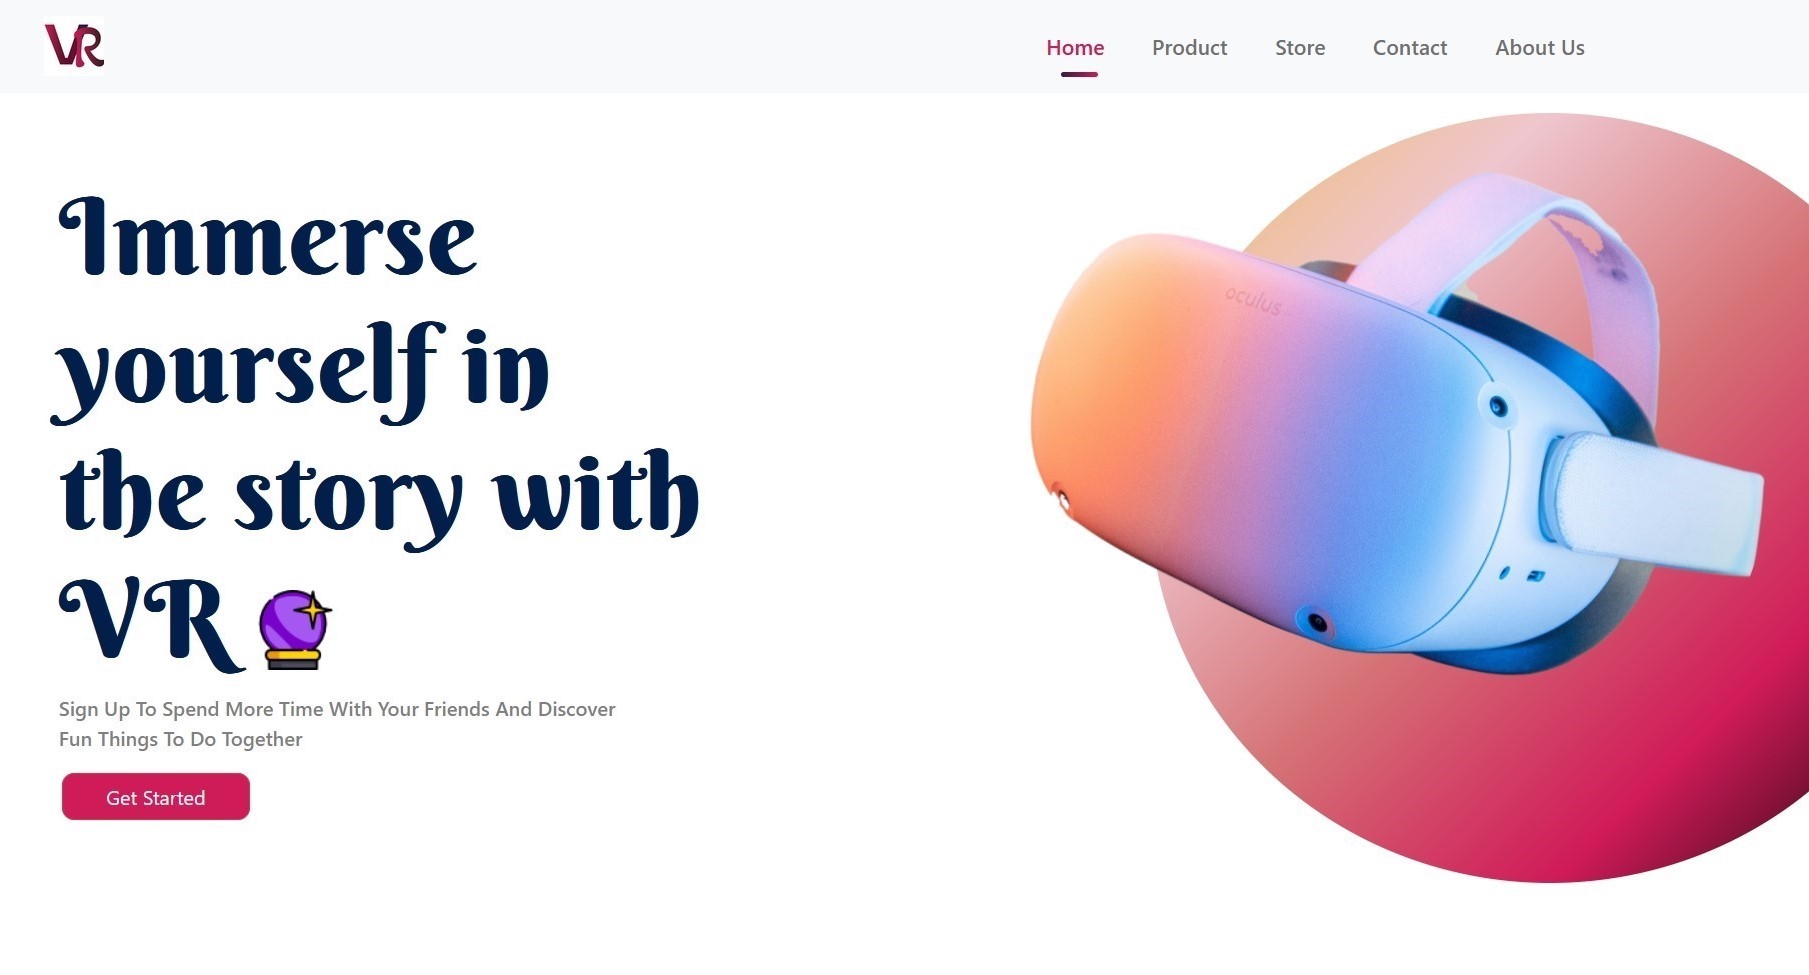 VR
Home Product Store Contact About Us
Immerse
yourself in
the story with
VR
oculus
Sign Up To Spend More Time With Your Friends And Discover
Fun Things To Do Together
Get Started